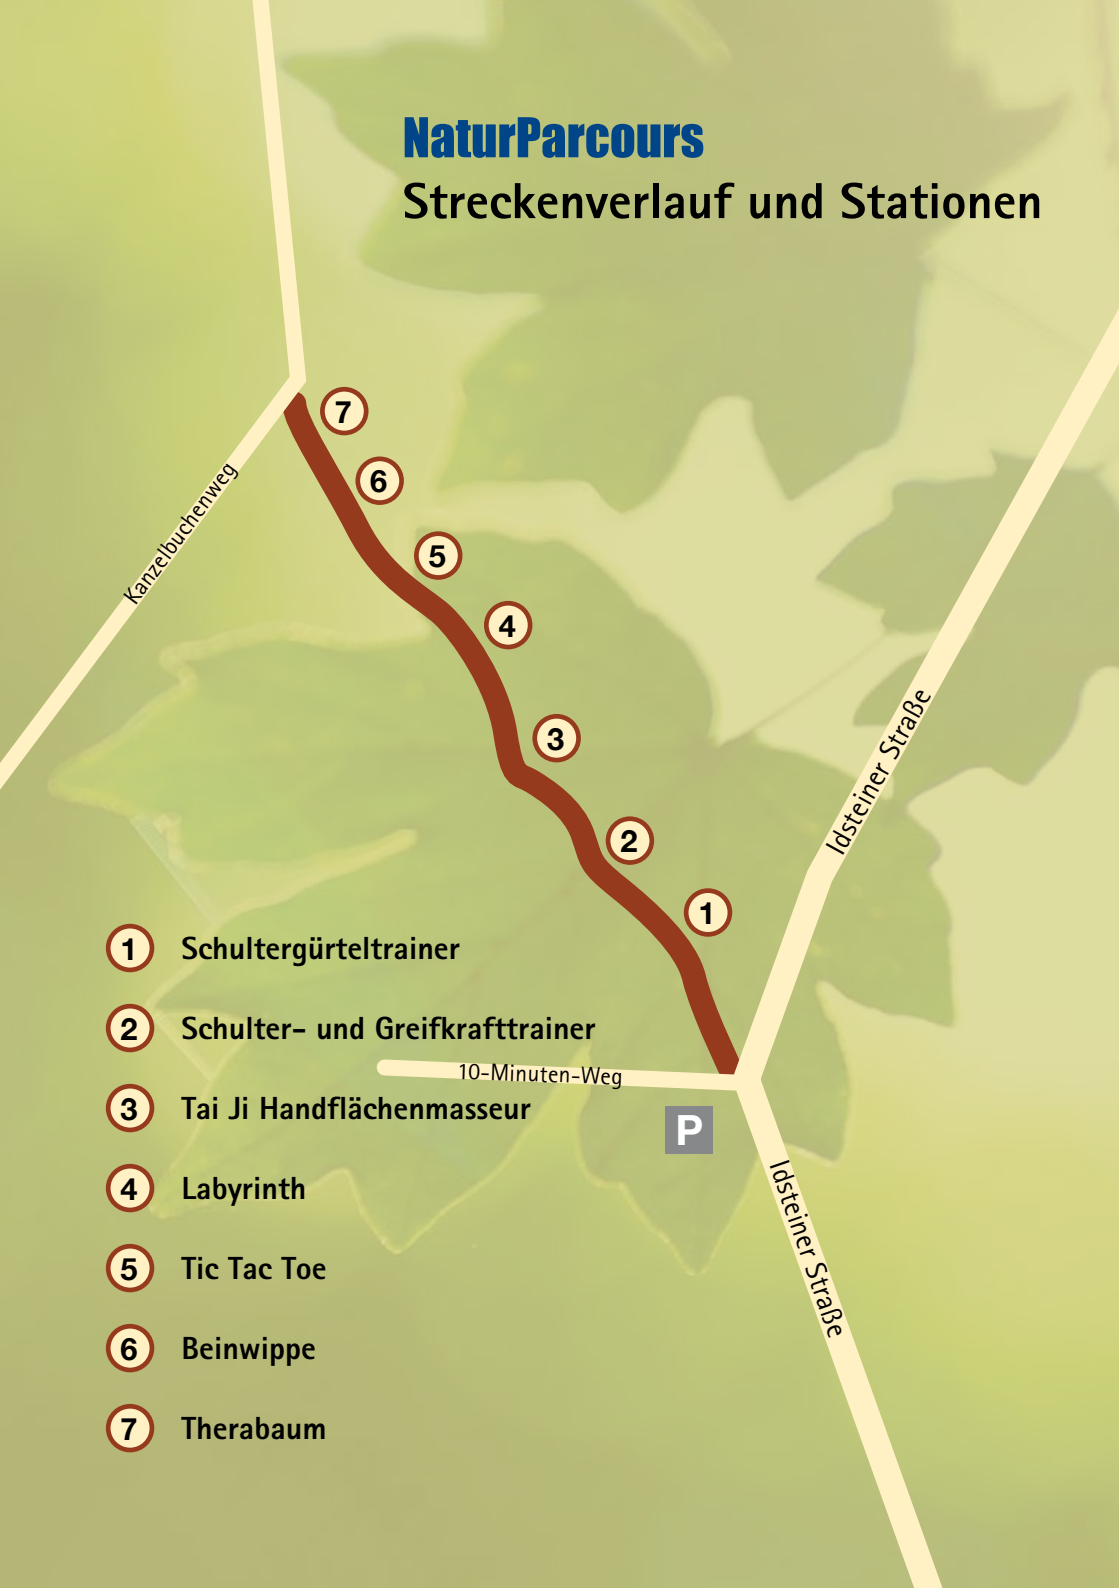 NaturParcours
Streckenverlauf und Stationen
7
6
Kanzelbuchenweg
5
4
3
Idsteiner Straße
2
1
1 Schultergürteltrainer
2 Schulter- und Greifkrafttrainer
10-Minuten-Weg
3 Tai Ji Handflächenmasseur
P
4 Labyrinth
Idsteiner Straße
5 Tic Tac Toe
6 Beinwippe
7 Therabaum